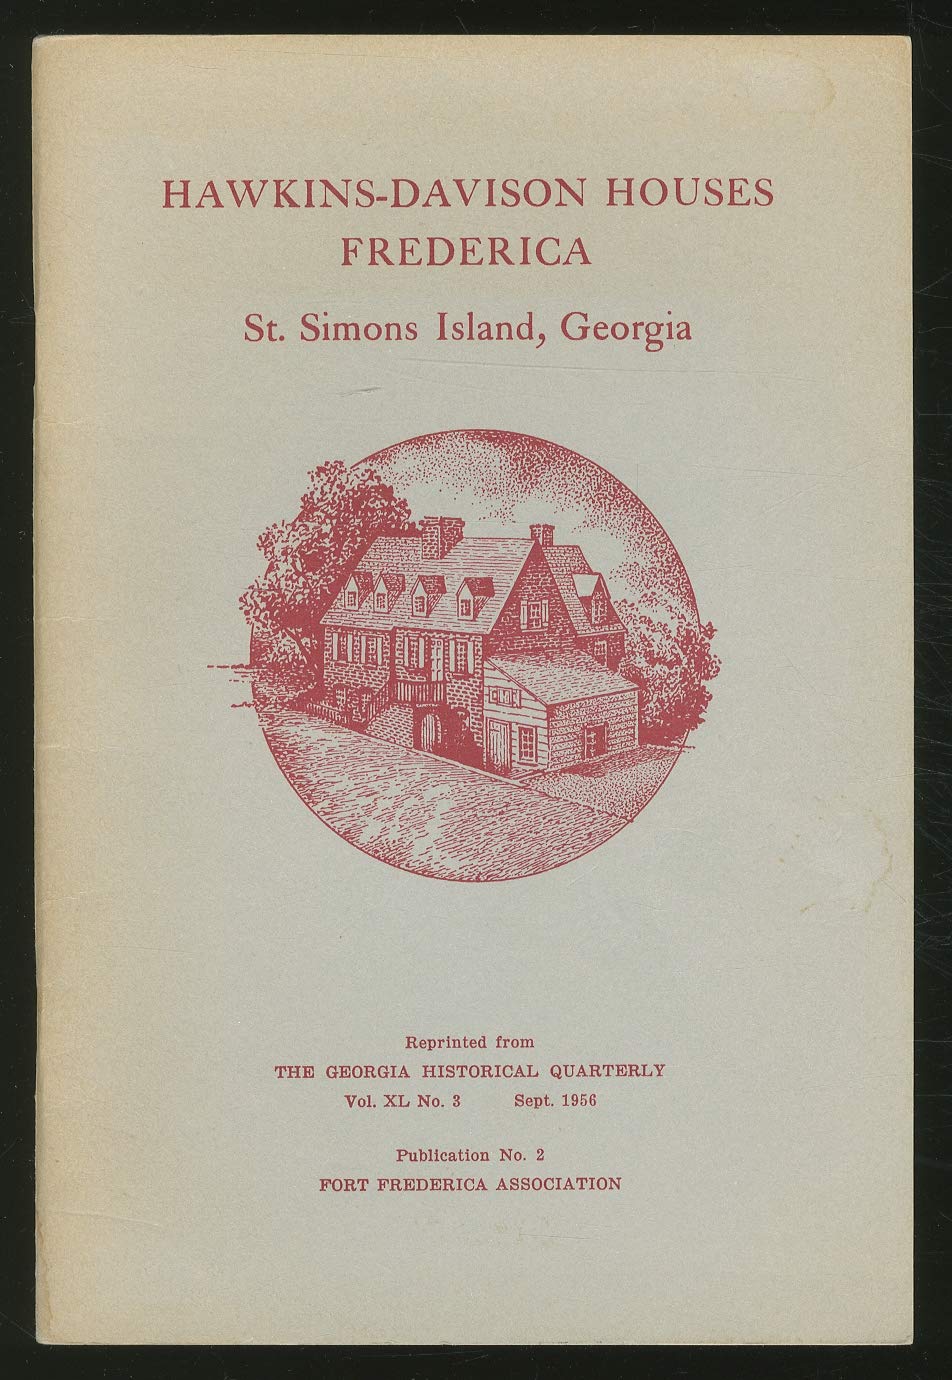 HAWKINS-DAVISON HOUSES
FREDERICA
St. Simons Island, Georgia
Reprinted from
THE GEORGIA HISTORICAL QUARTERLY
Vol. XL No. 3 Sept. 1956
Publication No. 2
FORT FREDERICA ASSOCIATION